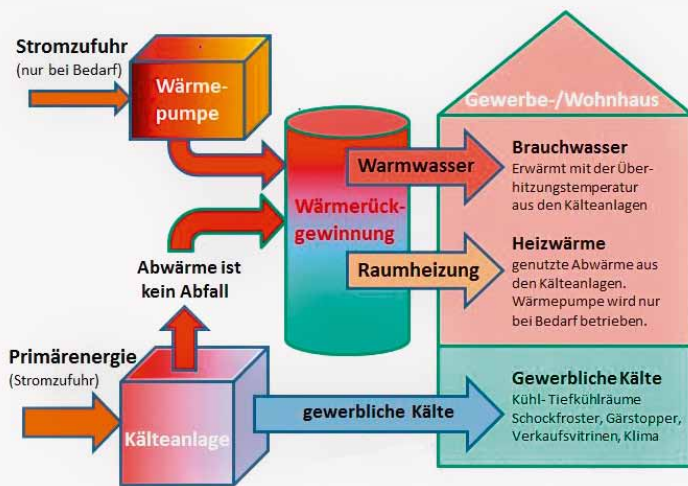 Stromzufuhr
(nur bei Bedarf)
Wärme-
pumpe
Gewerbe-/Wohnhaus
Warmwasser
Brauchwasser
Erwärmt mit der Über-
hitzungstemperatur
aus den Kälteanlagen
Wärmerück-
gewinnung
Abwärme ist
kein Abfall
Raumheizung
Heizwärme
genutzte Abwärme aus
den Kälteanlagen.
Wärmepumpe wird nur
bei Bedarf betrieben.
Primärenergie
(Stromzufuhr)
Kälteanlage
gewerbliche Kälte
Gewerbliche Kälte
Kühl- Tiefkühlräume
Schockfroster, Gärstopper,
Verkaufsvitrinen, Klima